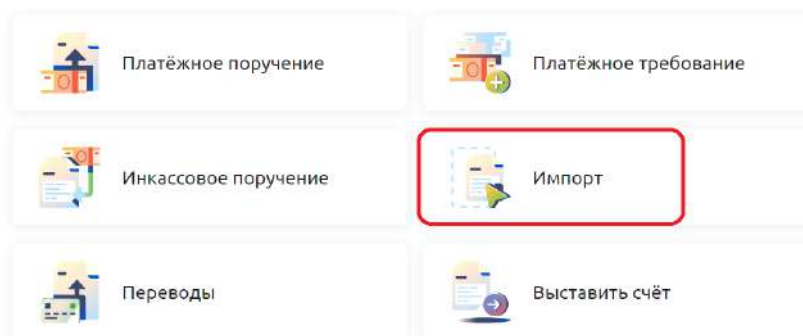 Платёжное поручение
Платёжное требование
Инкассовое поручение
Импорт
Переводы
Выставить счёт